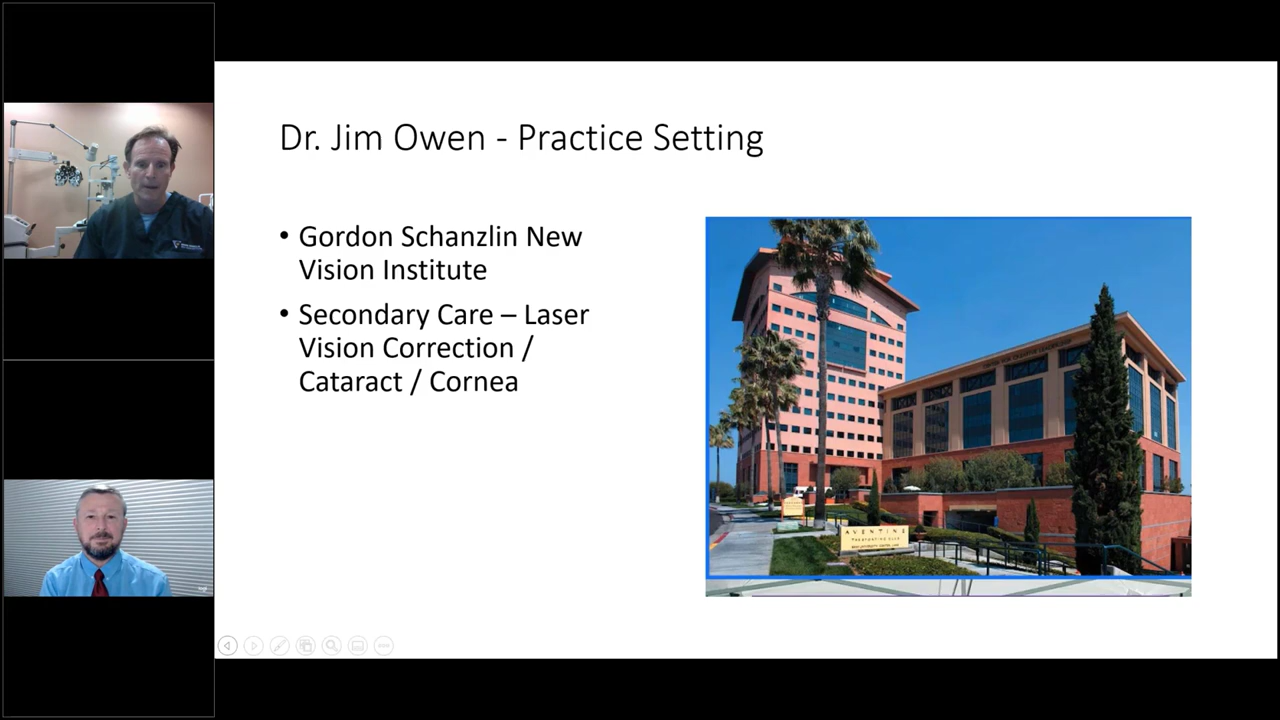 Dr. Jim Owen - Practice Setting
• Gordon Schanzlin New
Vision Institute
• Secondary Care – Laser
Vision Correction /
Cataract / Cornea
AVENTINE